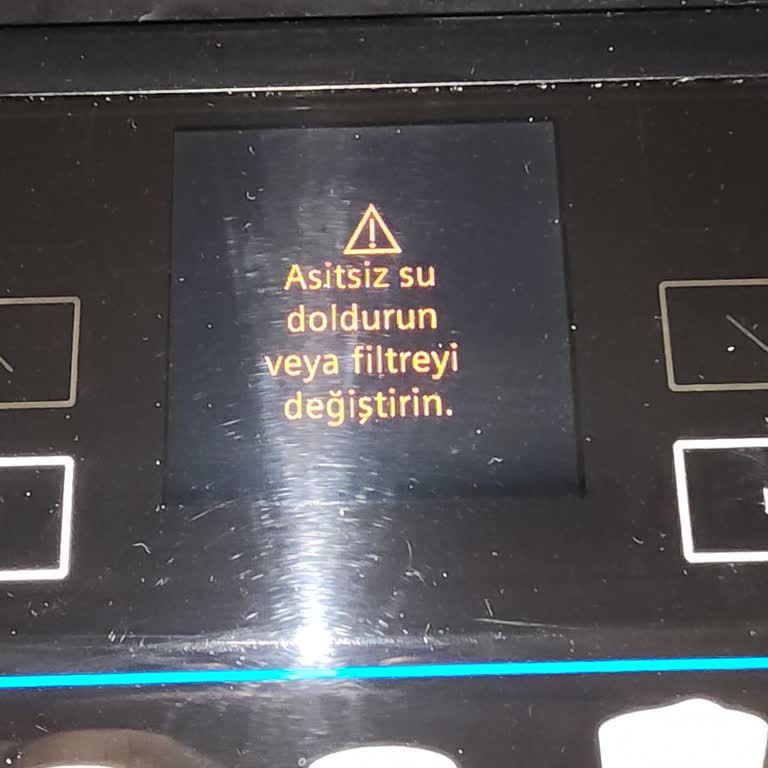 Asitsiz su
doldurun
veya filtreyi
değiştirin.